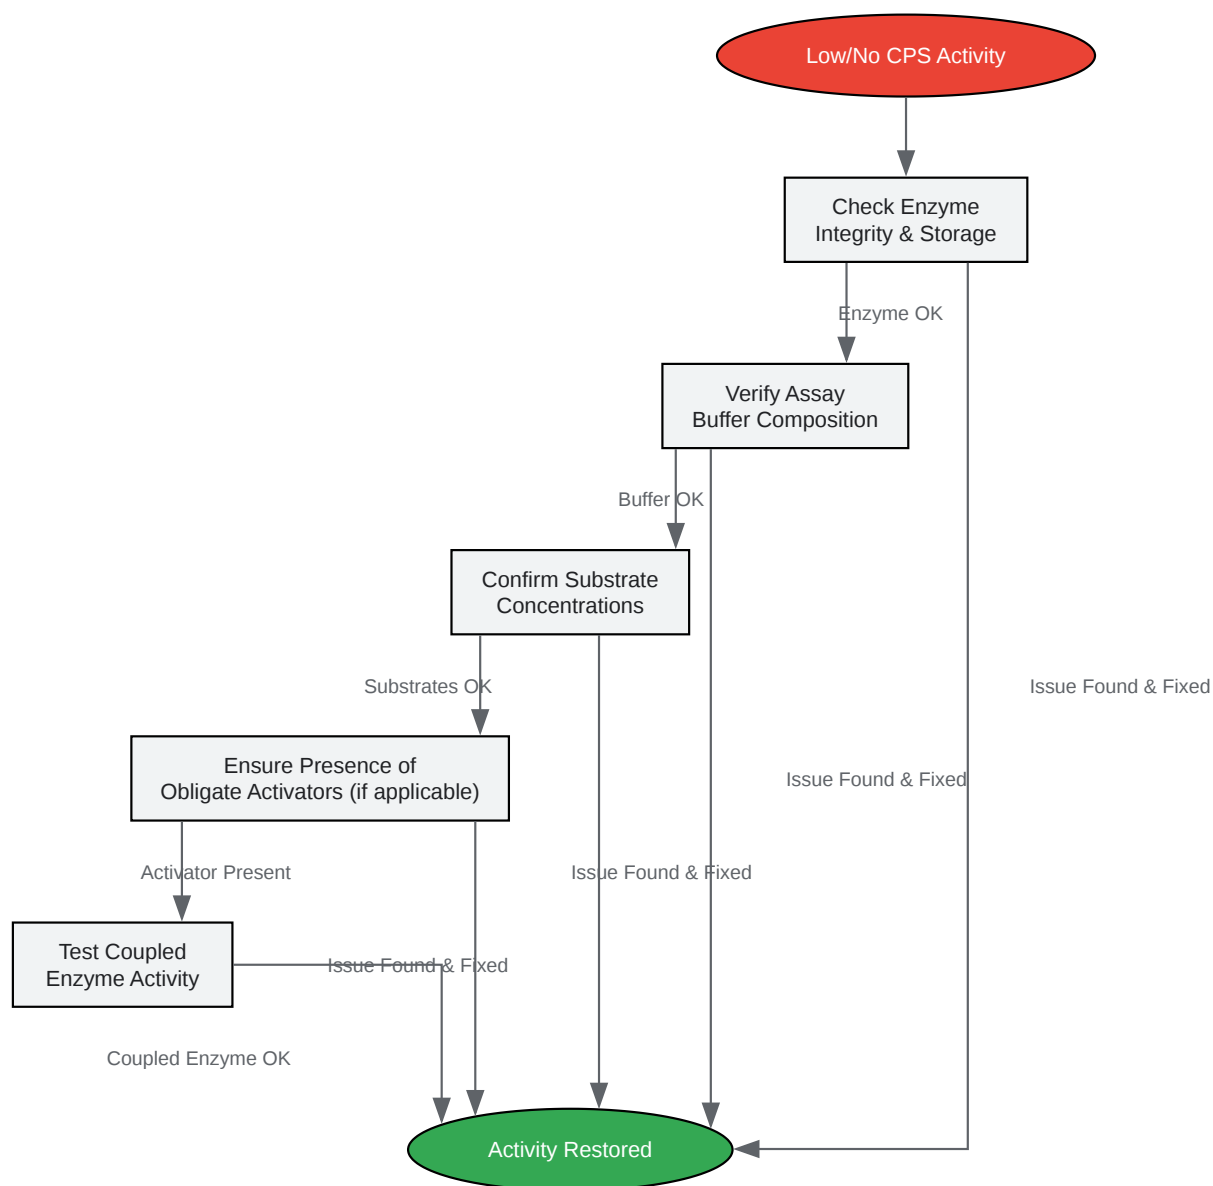 Low/No CPS Activity
Check Enzyme
Integrity & Storage
Enzyme OK
Verify Assay
Buffer Composition
Buffer OK
Confirm Substrate
Concentrations
Substrates OK
Issue Found & Fixed
Ensure Presence of
Obligate Activators (if applicable)
Issue Found & Fixed
Activator Present
Issue Found & Fixed
Test Coupled
Enzyme Activity
Issue Found & Fixed
Coupled Enzyme OK
Activity Restored